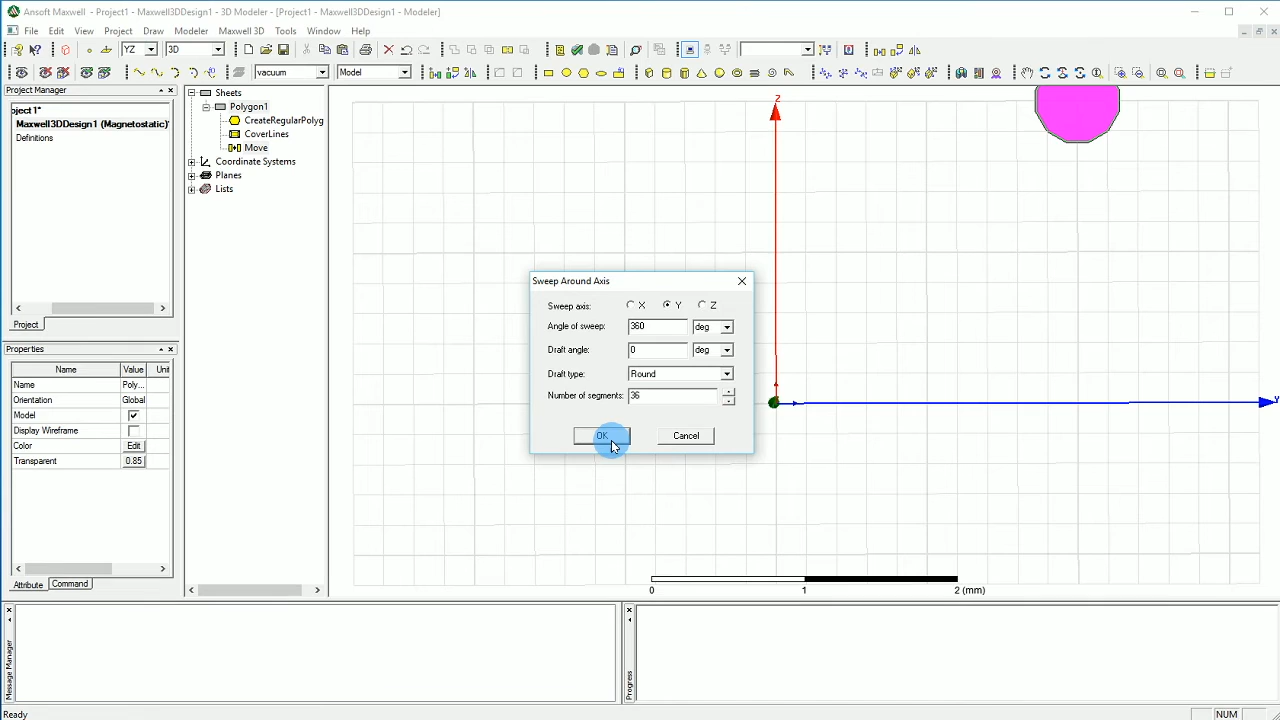 Ansoft Maxwell - Project1 - Maxwell3DDesign1 - 3D Modeler - [Project1 - Maxwell3DDesign1 - Modeler]
File Edit View Project Draw Modeler Maxwell 3D Tools Window Help
YZ 3D
vacuum Model
Project Manager
oject1*
Maxwell3DDesign1 (Magnetostatic)*
Definitions
Project
Sheets
Polygon1
CreateRegularPolyg
CoverLines
Move
Coordinate Systems
Planes
Lists
Properties
Name Value Unit
Name Poly...
Orientation Global
Model
Display Wireframe
Color Edit
Transparent 0.85
Attribute Command
z
y
Sweep Around Axis
Sweep axis: X Y Z
Angle of sweep: 360 deg
Draft angle: 0 deg
Draft type: Round
Number of segments: 36
OK Cancel
0 1 2 (mm)
Message Manager
Progress
Ready
NUM